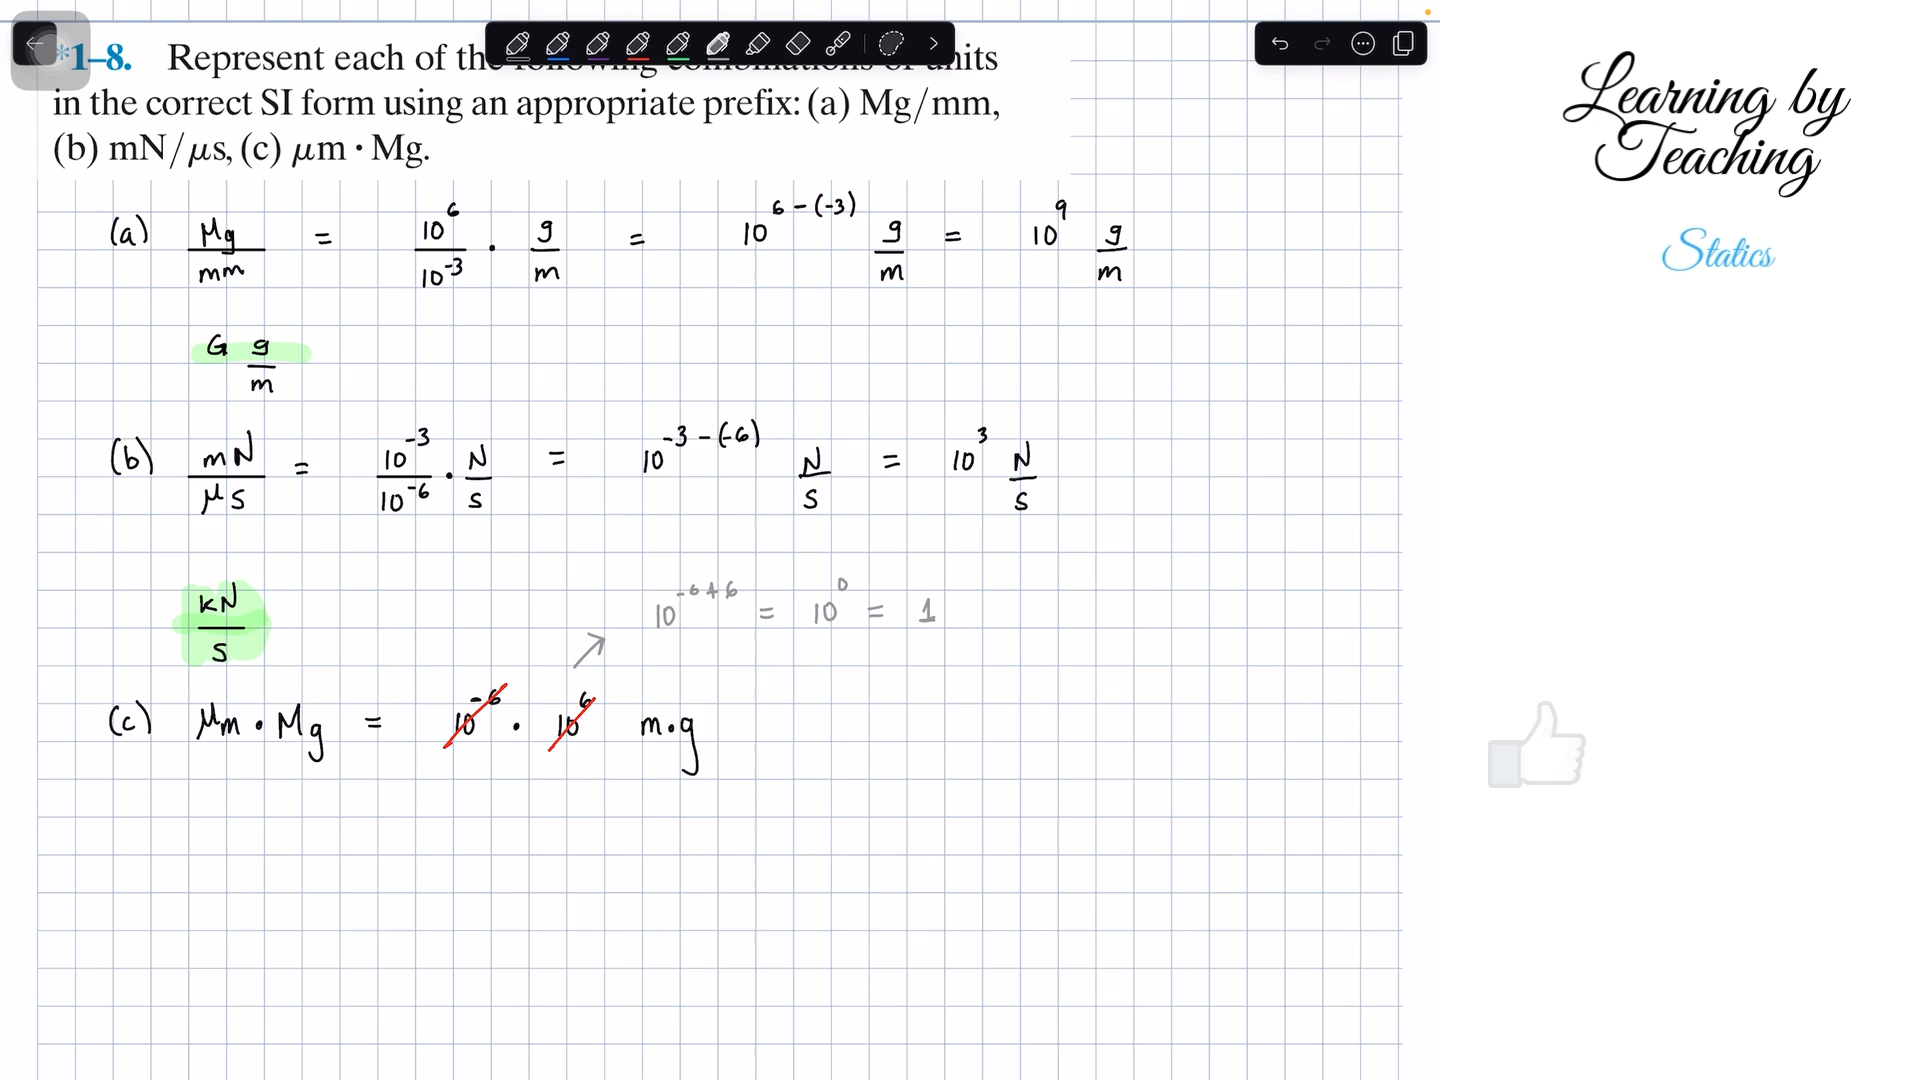 *1–8. Represent each of the following combinations of units
in the correct SI form using an appropriate prefix: (a) Mg/mm,
(b) mN/μs, (c) μm · Mg.
Learning by
Teaching
Statics
(a) Mg/mm = 10^6/10^-3 · g/m = 10^6-(-3) g/m = 10^9 g/m
G g/m
(b) mN/μs = 10^-3/10^-6 · N/s = 10^-3-(-6) N/s = 10^3 N/s
kN/s
10^-6+6 = 10^0 = 1
(c) μm · Mg = 10^-6 · 10^6 m·g